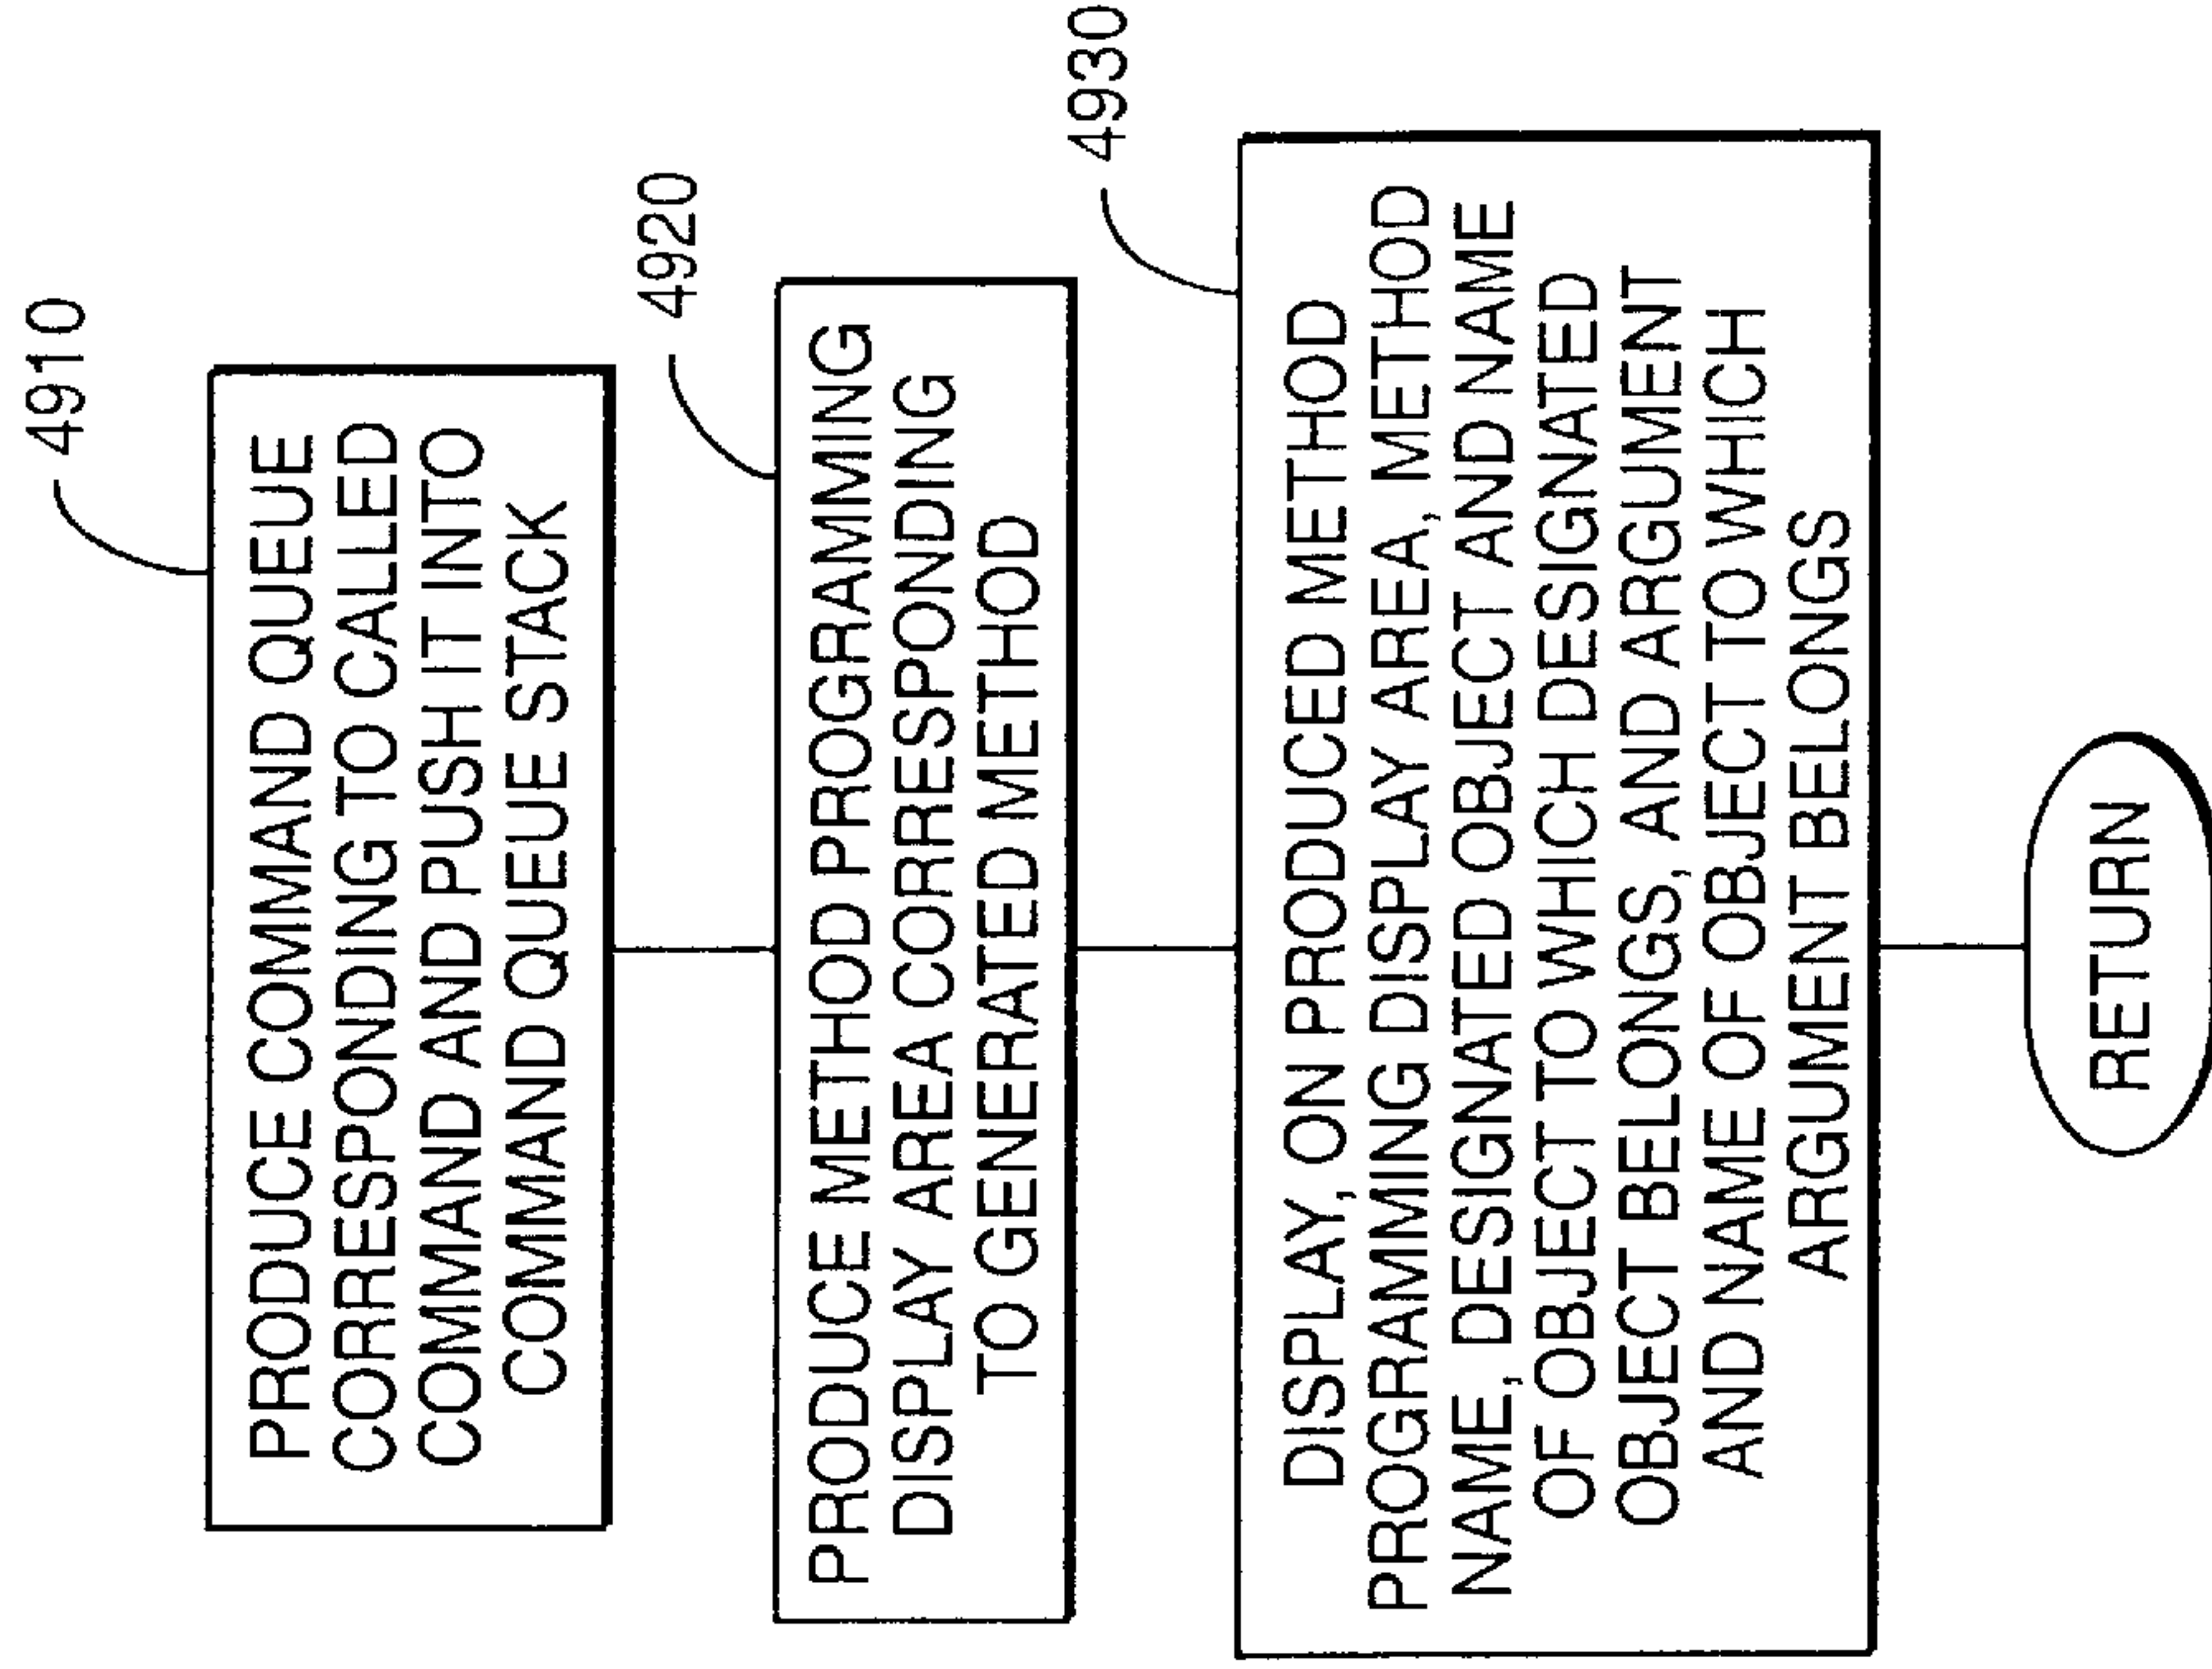 4910
PRODUCE COMMAND QUEUE
CORRESPONDING TO CALLED
COMMAND AND PUSH IT INTO
COMMAND QUEUE STACK
4920
PRODUCE METHOD PROGRAMMING
DISPLAY AREA CORRESPONDING
TO GENERATED METHOD
4930
DISPLAY, ON PRODUCED METHOD
PROGRAMMING DISPLAY AREA, METHOD
NAME, DESIGNATED OBJECT AND NAME
OF OBJECT TO WHICH DESIGNATED
OBJECT BELONGS, AND ARGUMENT
AND NAME OF OBJECT TO WHICH
ARGUMENT BELONGS
RETURN